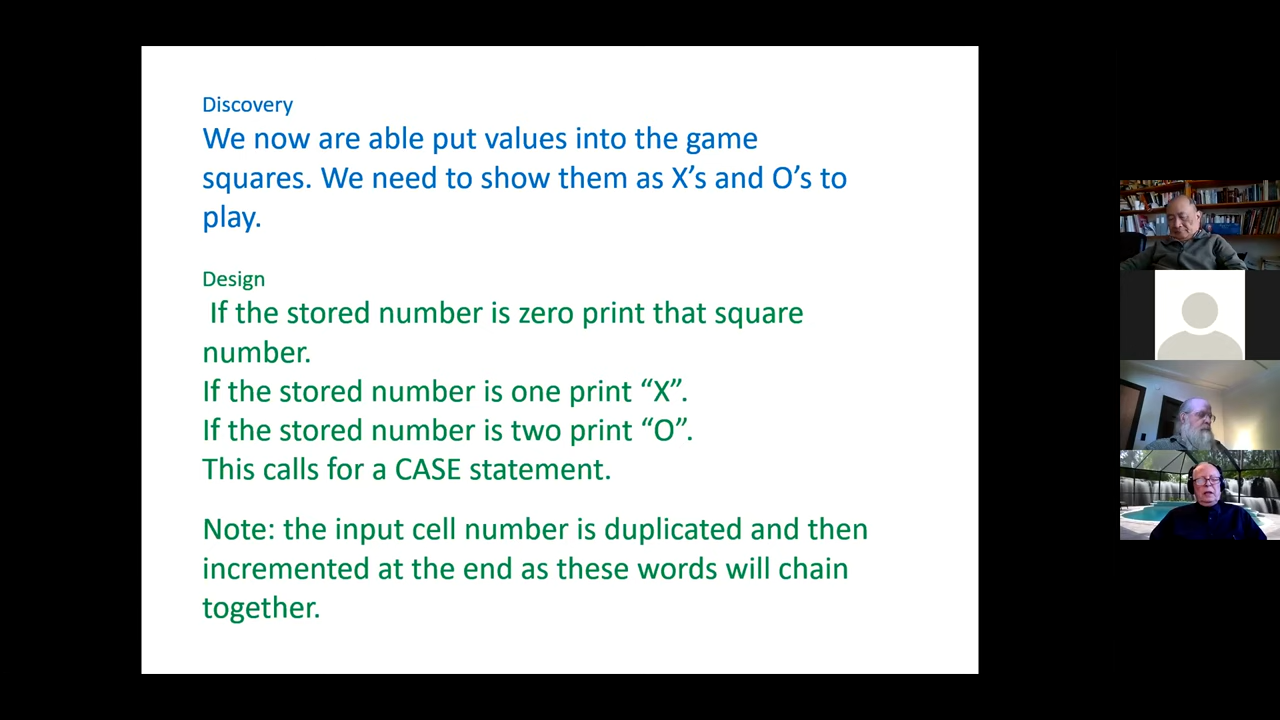 Discovery
We now are able put values into the game
squares. We need to show them as X’s and O’s to
play.
Design
If the stored number is zero print that square
number.
If the stored number is one print “X”.
If the stored number is two print “O”.
This calls for a CASE statement.
Note: the input cell number is duplicated and then
incremented at the end as these words will chain
together.